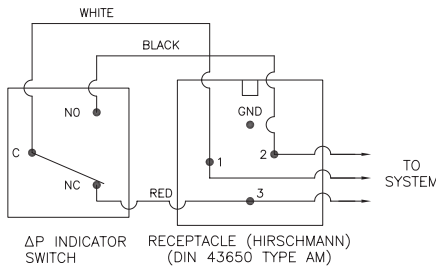 WHITE
BLACK
NO
GND
C
1
2
NC
RED
3
TO
SYSTEM
ΔP INDICATOR
SWITCH
RECEPTACLE (HIRSCHMANN)
(DIN 43650 TYPE AM)